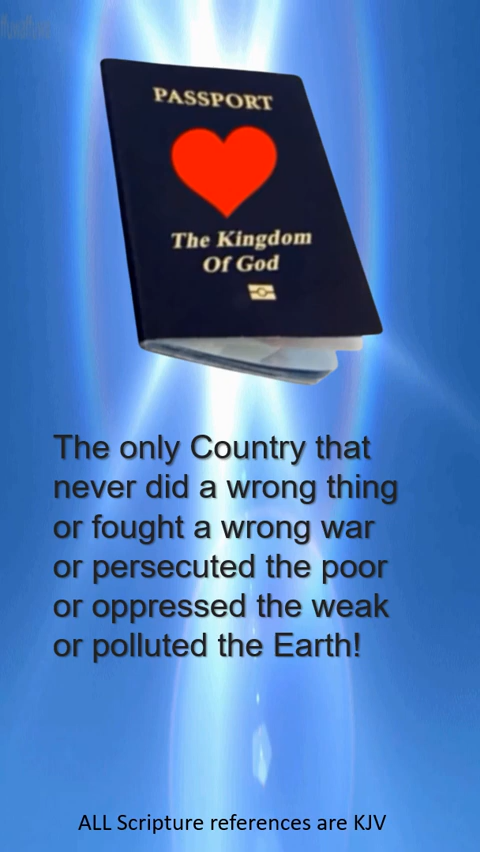 PASSPORT
The Kingdom
Of God
The only Country that
never did a wrong thing
or fought a wrong war
or persecuted the poor
or oppressed the weak
or polluted the Earth!
ALL Scripture references are KJV